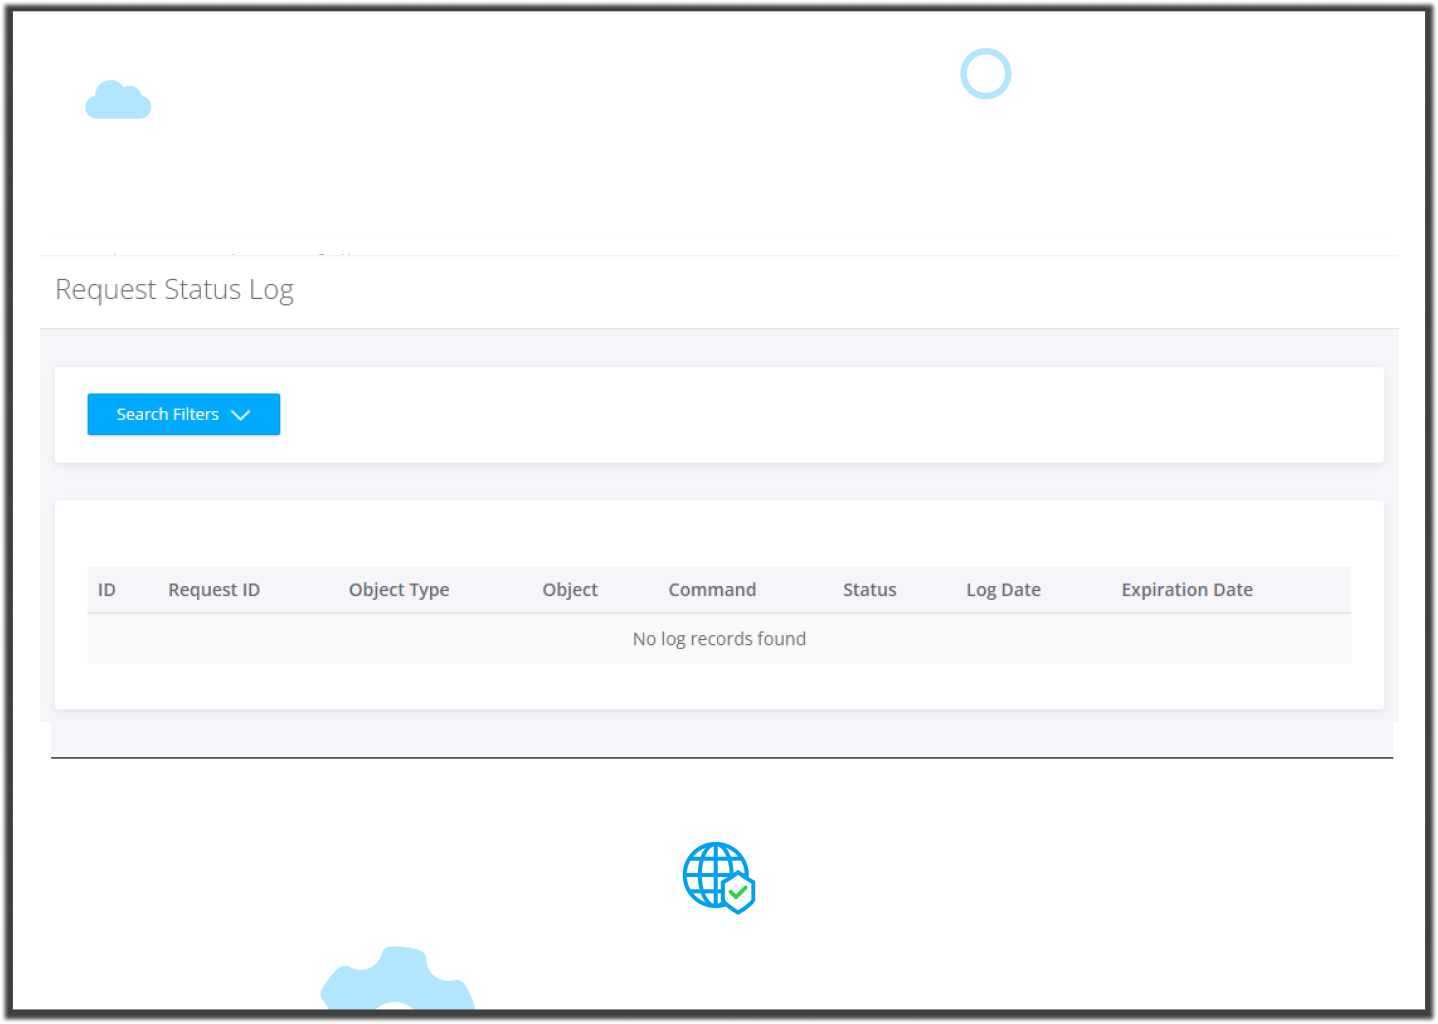 Request Status Log
Search Filters
ID Request ID Object Type Object Command Status Log Date Expiration Date
No log records found